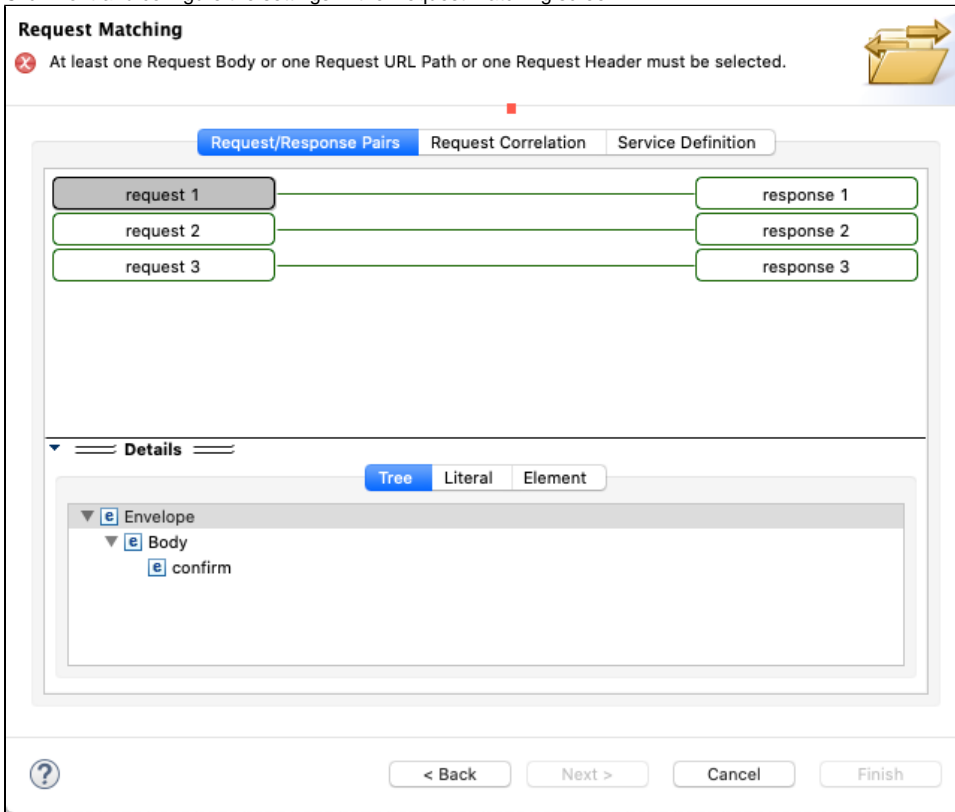 Request Matching
At least one Request Body or one Request URL Path or one Request Header must be selected.
Request/Response Pairs Request Correlation Service Definition
request 1 response 1
request 2 response 2
request 3 response 3
Details
Tree Literal Element
e Envelope
e Body
e confirm
? < Back Next > Cancel Finish